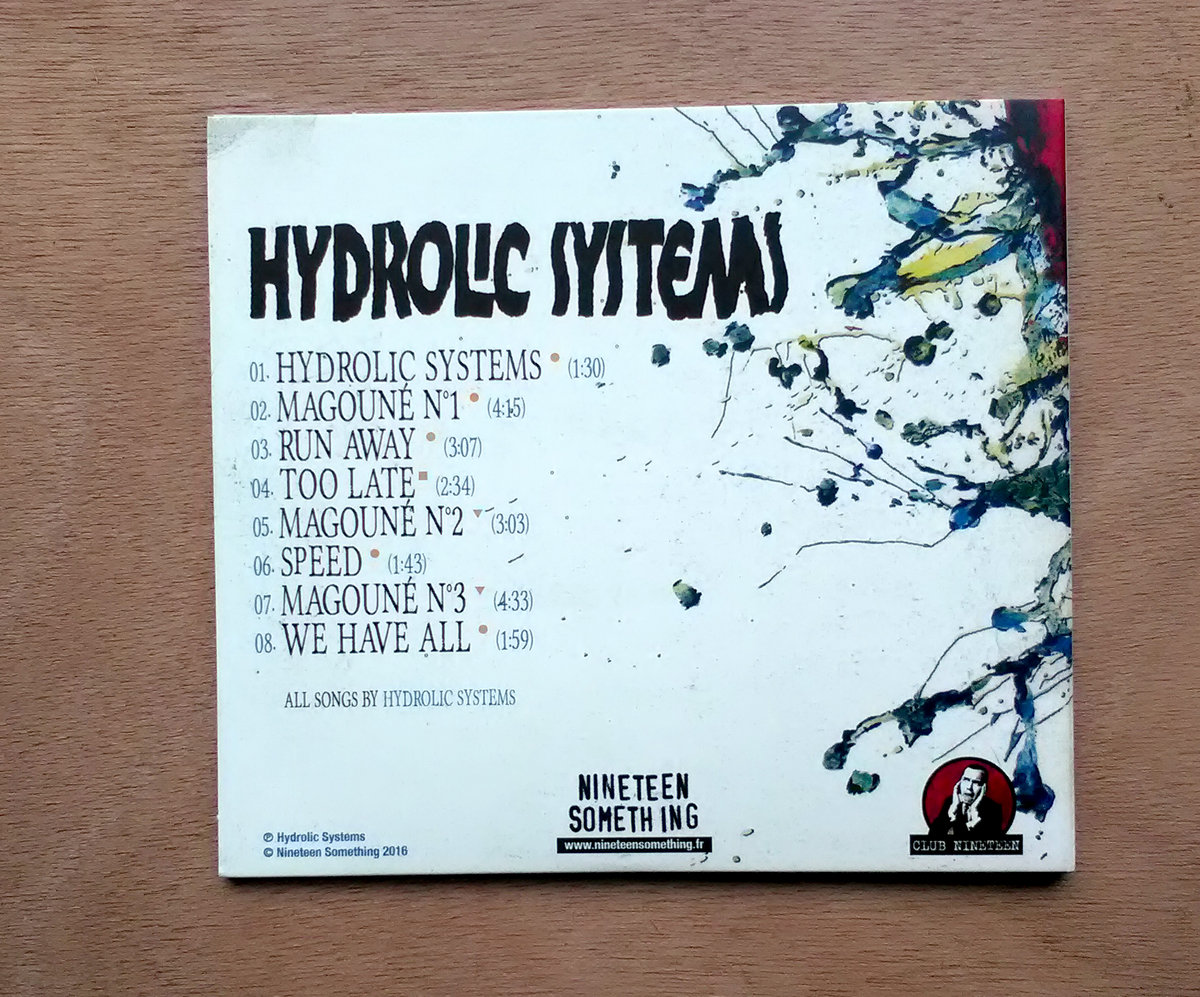 HYDROLIC SYSTEMS
01. HYDROLIC SYSTEMS (1:30)
02. MAGOUNÉ N°1 (4:15)
03. RUN AWAY (3:07)
04. TOO LATE (2:34)
05. MAGOUNÉ N°2 (3:03)
06. SPEED (1:43)
07. MAGOUNÉ N°3 (4:33)
08. WE HAVE ALL (1:59)
ALL SONGS BY HYDROLIC SYSTEMS
℗ Hydrolic Systems
© Nineteen Something 2016
NINETEEN
SOMETHING
www.nineteensomething.fr
CLUB NINETEEN